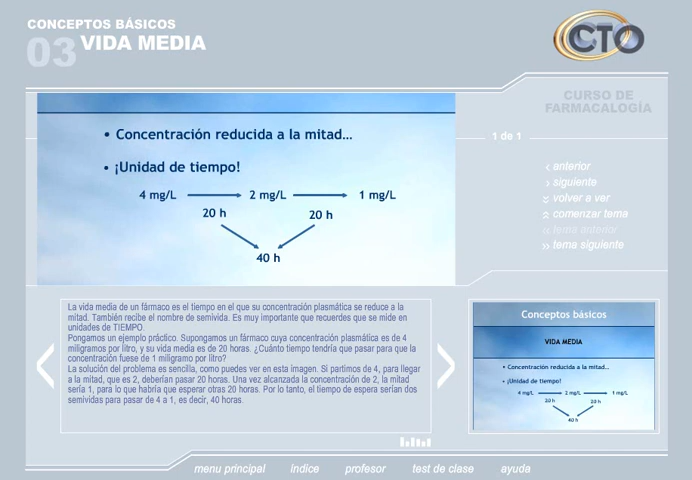 CONCEPTOS BÁSICOS
03 VIDA MEDIA
CTO
CURSO DE
FARMACALOGÍA
1 de 1
‹ anterior
› siguiente
volver a ver
comenzar tema
‹‹ tema anterior
›› tema siguiente
• Concentración reducida a la mitad...
• ¡Unidad de tiempo!
4 mg/L 2 mg/L 1 mg/L
20 h 20 h
40 h
La vida media de un fármaco es el tiempo en el que su concentración plasmática se reduce a la
mitad. También recibe el nombre de semivida. Es muy importante que recuerdes que se mide en
unidades de TIEMPO.
Pongamos un ejemplo práctico. Supongamos un fármaco cuya concentración plasmática es de 4
miligramos por litro, y su vida media es de 20 horas. ¿Cuánto tiempo tendría que pasar para que la
concentración fuese de 1 miligramo por litro?
La solución del problema es sencilla, como puedes ver en esta imagen. Si partimos de 4, para llegar
a la mitad, que es 2, deberían pasar 20 horas. Una vez alcanzada la concentración de 2, la mitad
sería 1, para lo que habría que esperar otras 20 horas. Por lo tanto, el tiempo de espera serían dos
semividas para pasar de 4 a 1, es decir, 40 horas.
Conceptos básicos
VIDA MEDIA
• Concentración reducida a la mitad...
• ¡Unidad de tiempo!
4 mg/L 2 mg/L 1 mg/L
20 h 20 h
40 h
menu principal índice profesor test de clase ayuda